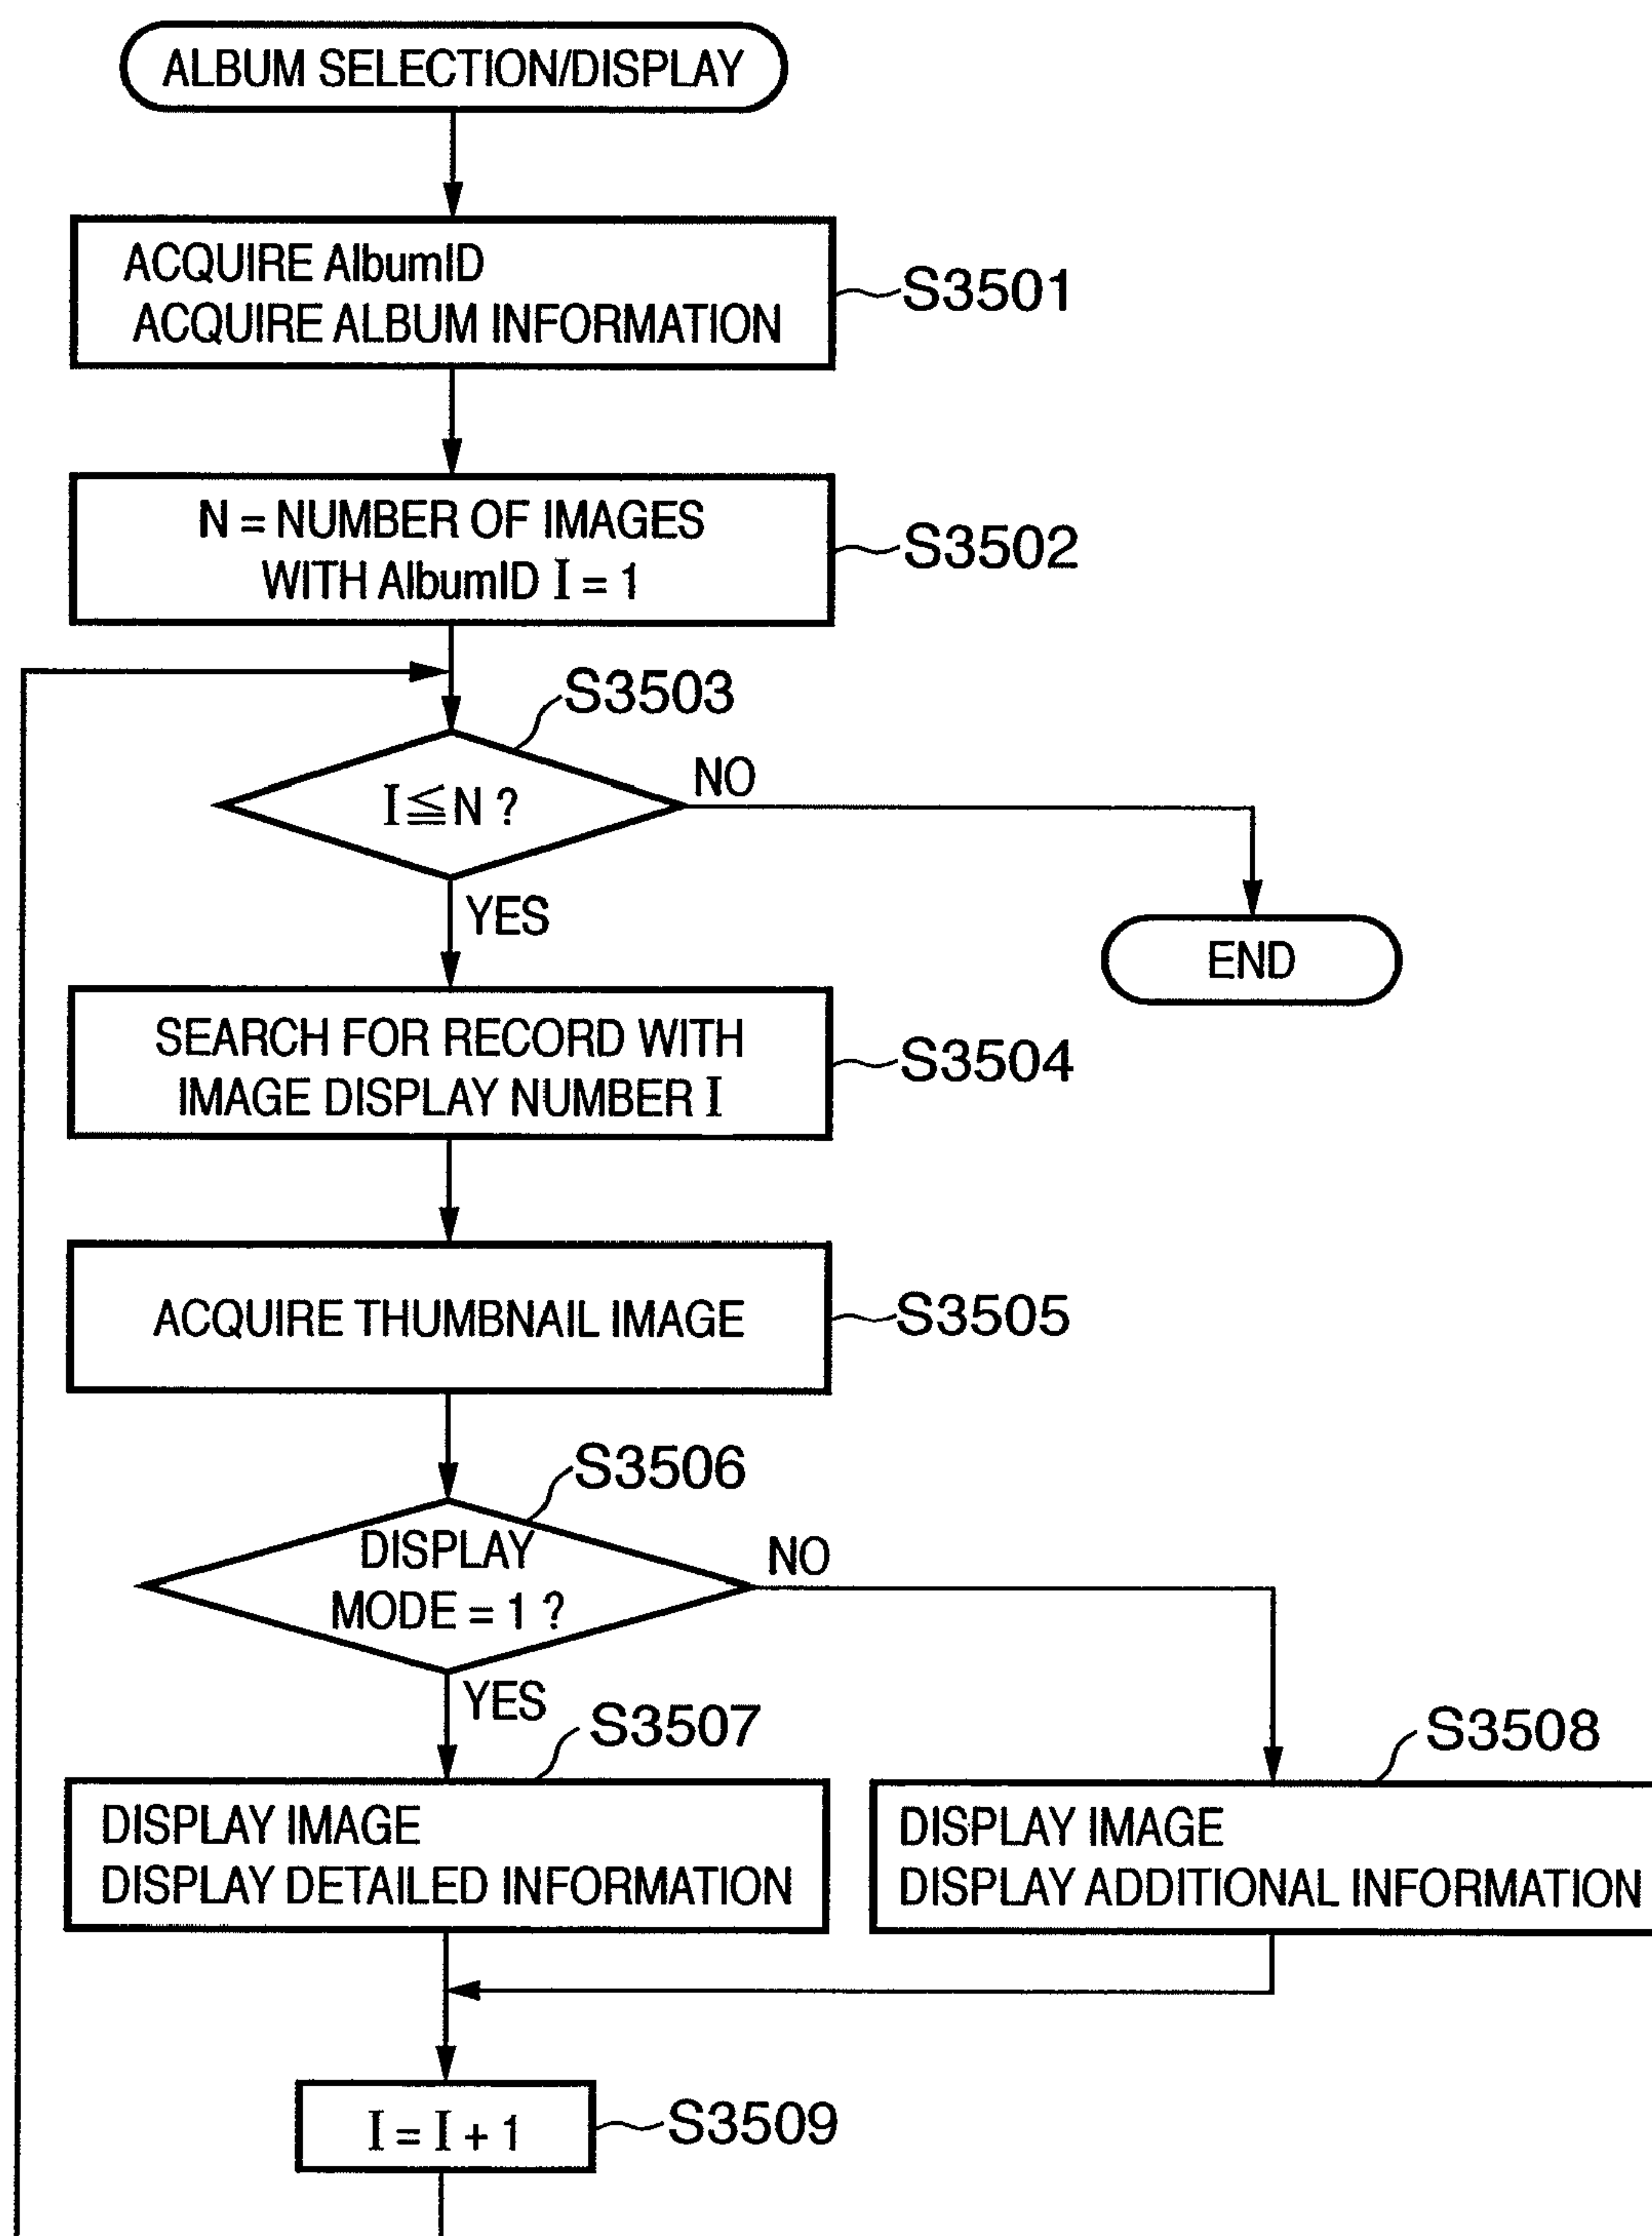 ALBUM SELECTION/DISPLAY
ACQUIRE AlbumID
ACQUIRE ALBUM INFORMATION
S3501
N = NUMBER OF IMAGES
WITH AlbumID I = 1
S3502
S3503
I ≦ N ?
NO
YES
END
SEARCH FOR RECORD WITH
IMAGE DISPLAY NUMBER I
S3504
ACQUIRE THUMBNAIL IMAGE
S3505
S3506
DISPLAY
MODE = 1 ?
NO
YES
S3507
DISPLAY IMAGE
DISPLAY DETAILED INFORMATION
S3508
DISPLAY IMAGE
DISPLAY ADDITIONAL INFORMATION
I = I + 1
S3509